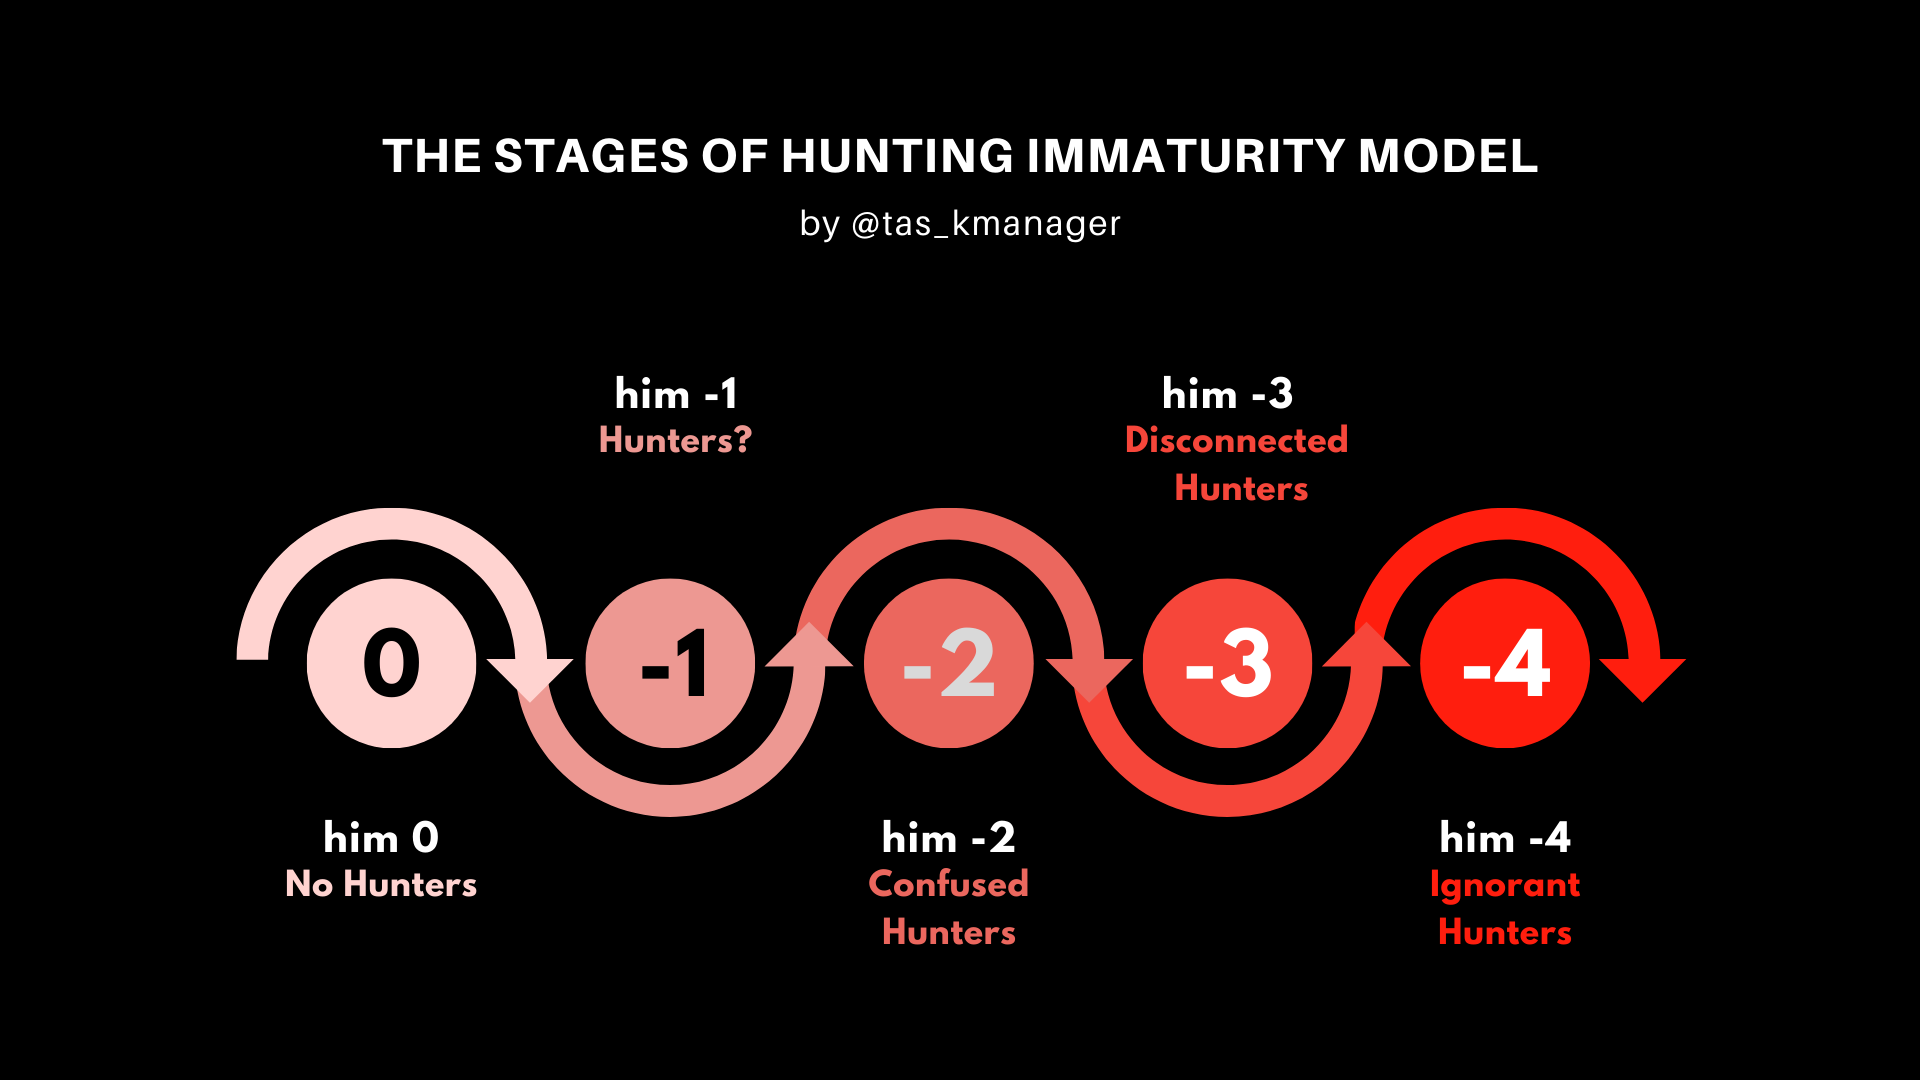 THE STAGES OF HUNTING IMMATURITY MODEL
by @tas_kmanager
him -1
Hunters?
him -3
Disconnected
Hunters
0
-1
-2
-3
-4
him 0
No Hunters
him -2
Confused
Hunters
him -4
Ignorant
Hunters